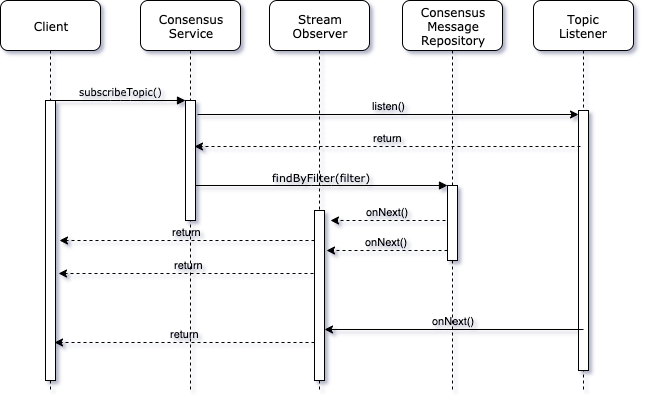 Client
Consensus
Service
Stream
Observer
Consensus
Message
Repository
Topic
Listener
subscribeTopic()
listen()
return
findByFilter(filter)
onNext()
return
onNext()
return
onNext()
return